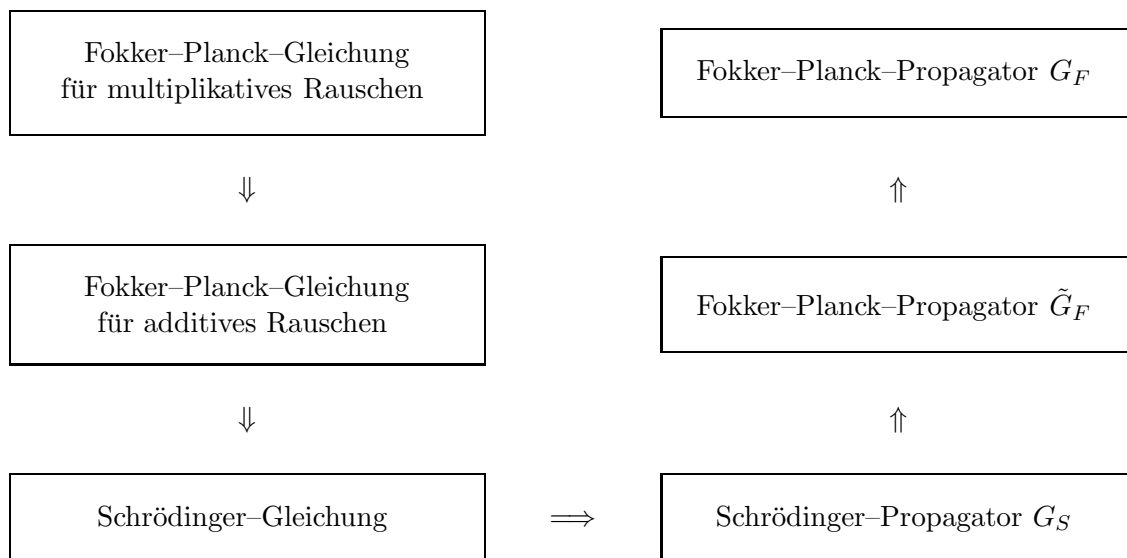 Fokker–Planck–Gleichung
für multiplikatives Rauschen
Fokker–Planck–Propagator $G_F$
⇓
⇑
Fokker–Planck–Gleichung
für additives Rauschen
Fokker–Planck–Propagator $\tilde{G}_F$
⇓
⇑
Schrödinger–Gleichung
⟹
Schrödinger–Propagator $G_S$